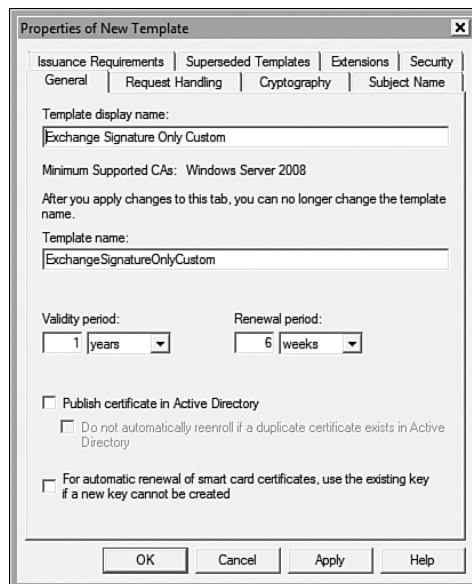 Properties of New Template
Issuance Requirements Superseded Templates Extensions Security
General Request Handling Cryptography Subject Name
Template display name:
Exchange Signature Only Custom
Minimum Supported CAs: Windows Server 2008
After you apply changes to this tab, you can no longer change the template
name.
Template name:
ExchangeSignatureOnlyCustom
Validity period: Renewal period:
1 years 6 weeks
Publish certificate in Active Directory
Do not automatically reenroll if a duplicate certificate exists in Active
Directory
For automatic renewal of smart card certificates, use the existing key
if a new key cannot be created
OK Cancel Apply Help